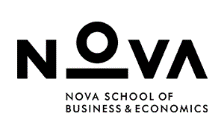 NOVA
NOVA SCHOOL OF
BUSINESS & ECONOMICS